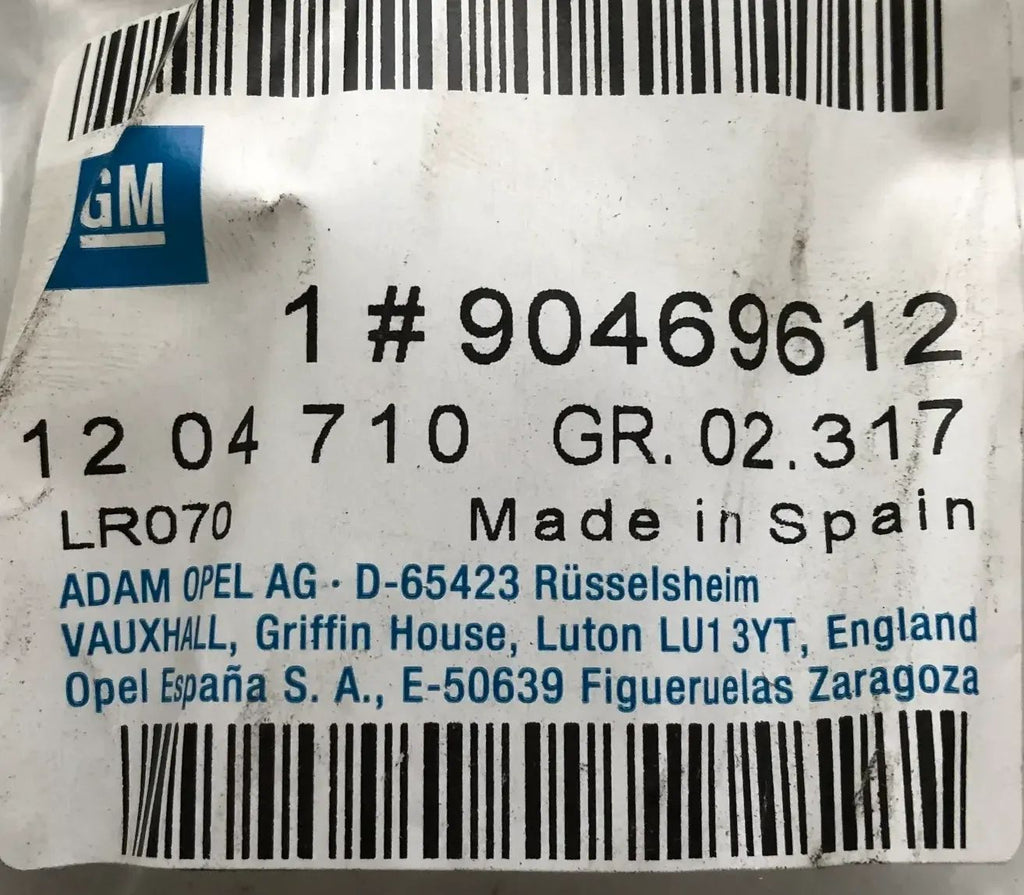 GM
1 # 90469612
12 04 710 GR. 02.317
LR070 Made in Spain
ADAM OPEL AG · D-65423 Rüsselsheim
VAUXHALL, Griffin House, Luton LU1 3YT, England
Opel España S. A., E-50639 Figueruelas Zaragoza